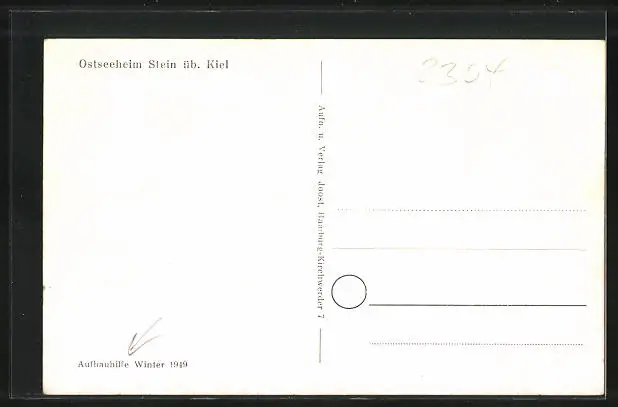 Ostseeheim Stein üb. Kiel
2354
Aufn. u. Verlag Joost, Hamburg-Kirchwerder 7
Aufbauhilfe Winter 1949